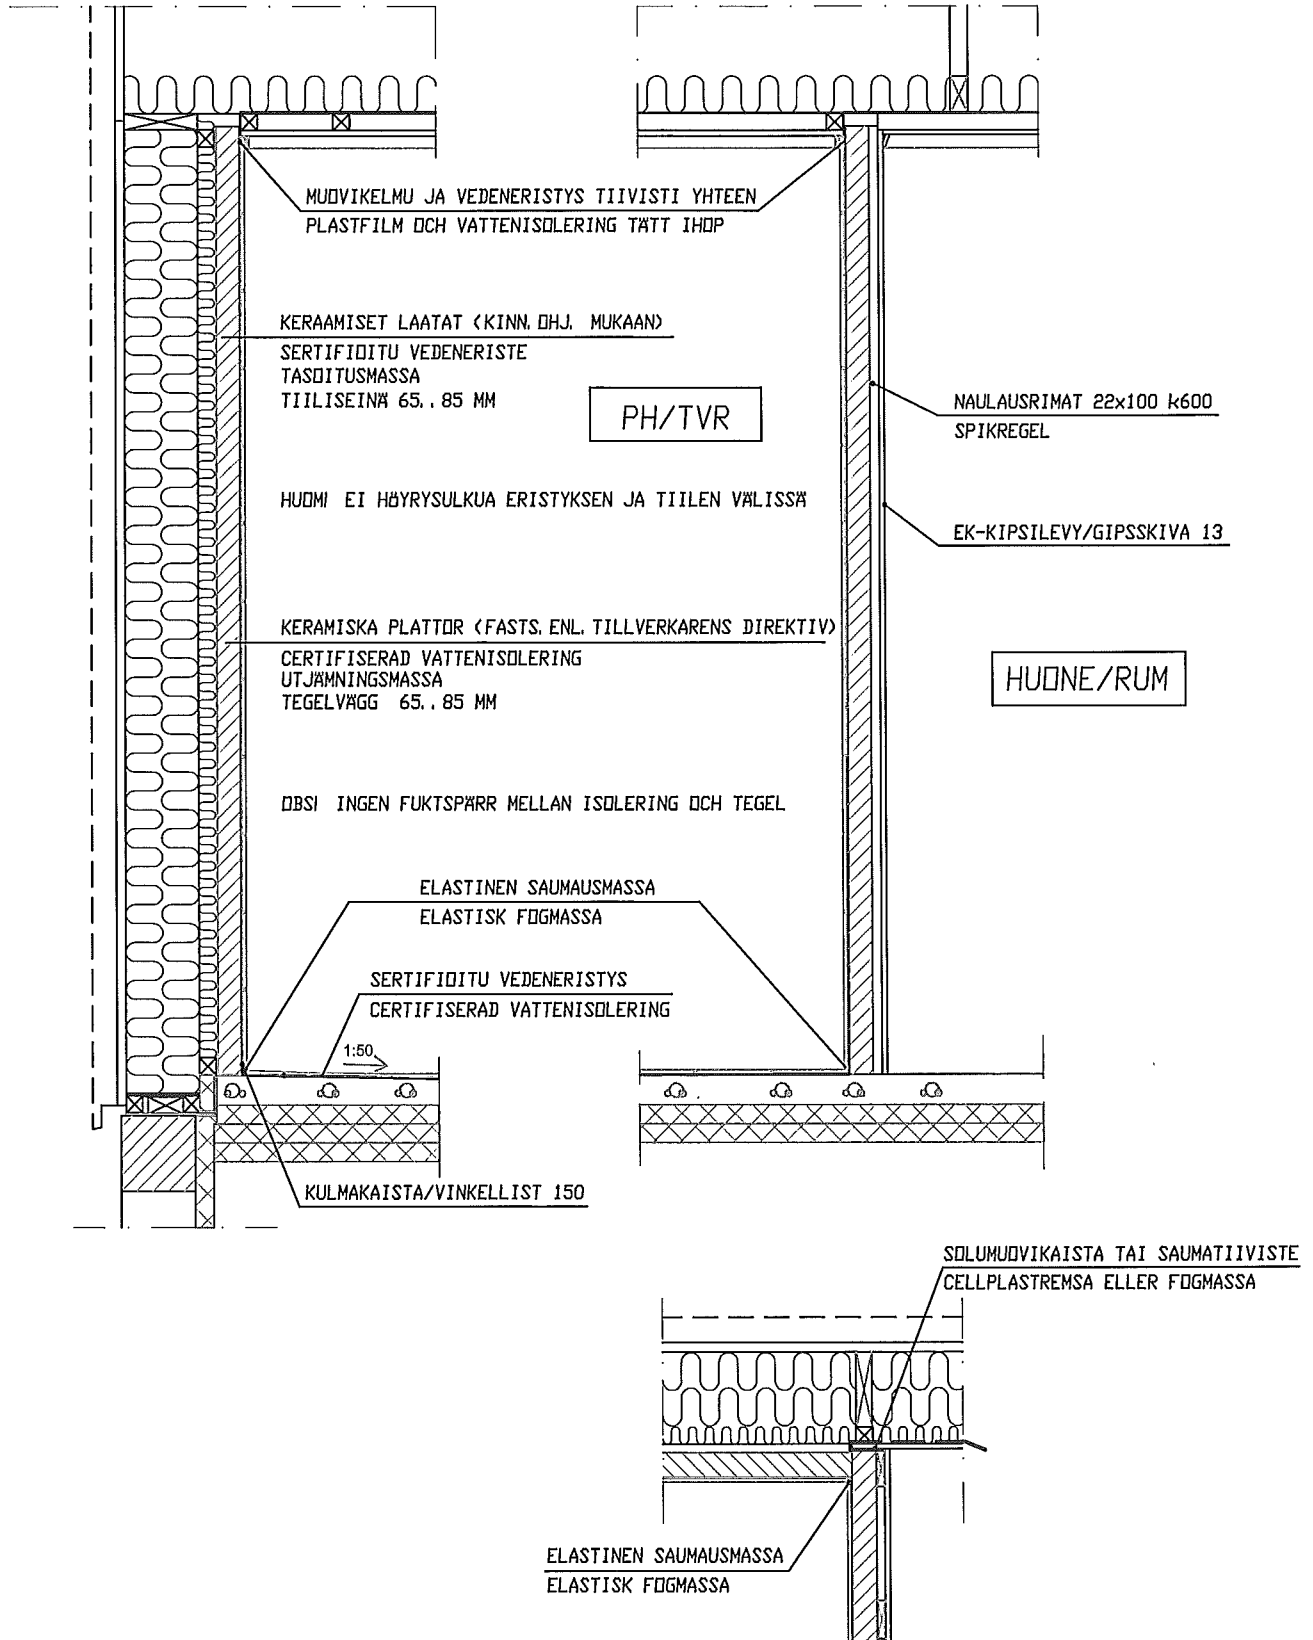 MUOVIKELMU JA VEDENERISTYS TIIVISTI YHTEEN
PLASTFILM OCH VATTENISOLERING TÄTT IHOP
KERAAMISET LAATAT (KINN. OHJ. MUKAAN)
SERTIFIOITU VEDENERISTE
TASOITUSMASSA
TIILISEINÄ 65..85 MM
PH/TVR
NAULAUSRIMAT 22x100 k600
SPIKREGEL
HUOM! EI HÖYRYSULKUA ERISTYKSEN JA TIILEN VÄLISSÄ
EK-KIPSILEVY/GIPSSKIVA 13
KERAMISKA PLATTOR (FASTS. ENL. TILLVERKARENS DIREKTIV)
CERTIFISERAD VATTENISOLERING
UTJÄMNINGSMASSA
TEGELVÄGG 65..85 MM
HUONE/RUM
OBS! INGEN FUKTSPÄRR MELLAN ISOLERING OCH TEGEL
ELASTINEN SAUMAUSMASSA
ELASTISK FOGMASSA
SERTIFIOITU VEDENERISTYS
CERTIFISERAD VATTENISOLERING
1:50
KULMAKAISTA/VINKELLIST 150
SOLUMUOVIKAISTA TAI SAUMATIIVISTE
CELLPLASTREMSA ELLER FOGMASSA
ELASTINEN SAUMAUSMASSA
ELASTISK FOGMASSA